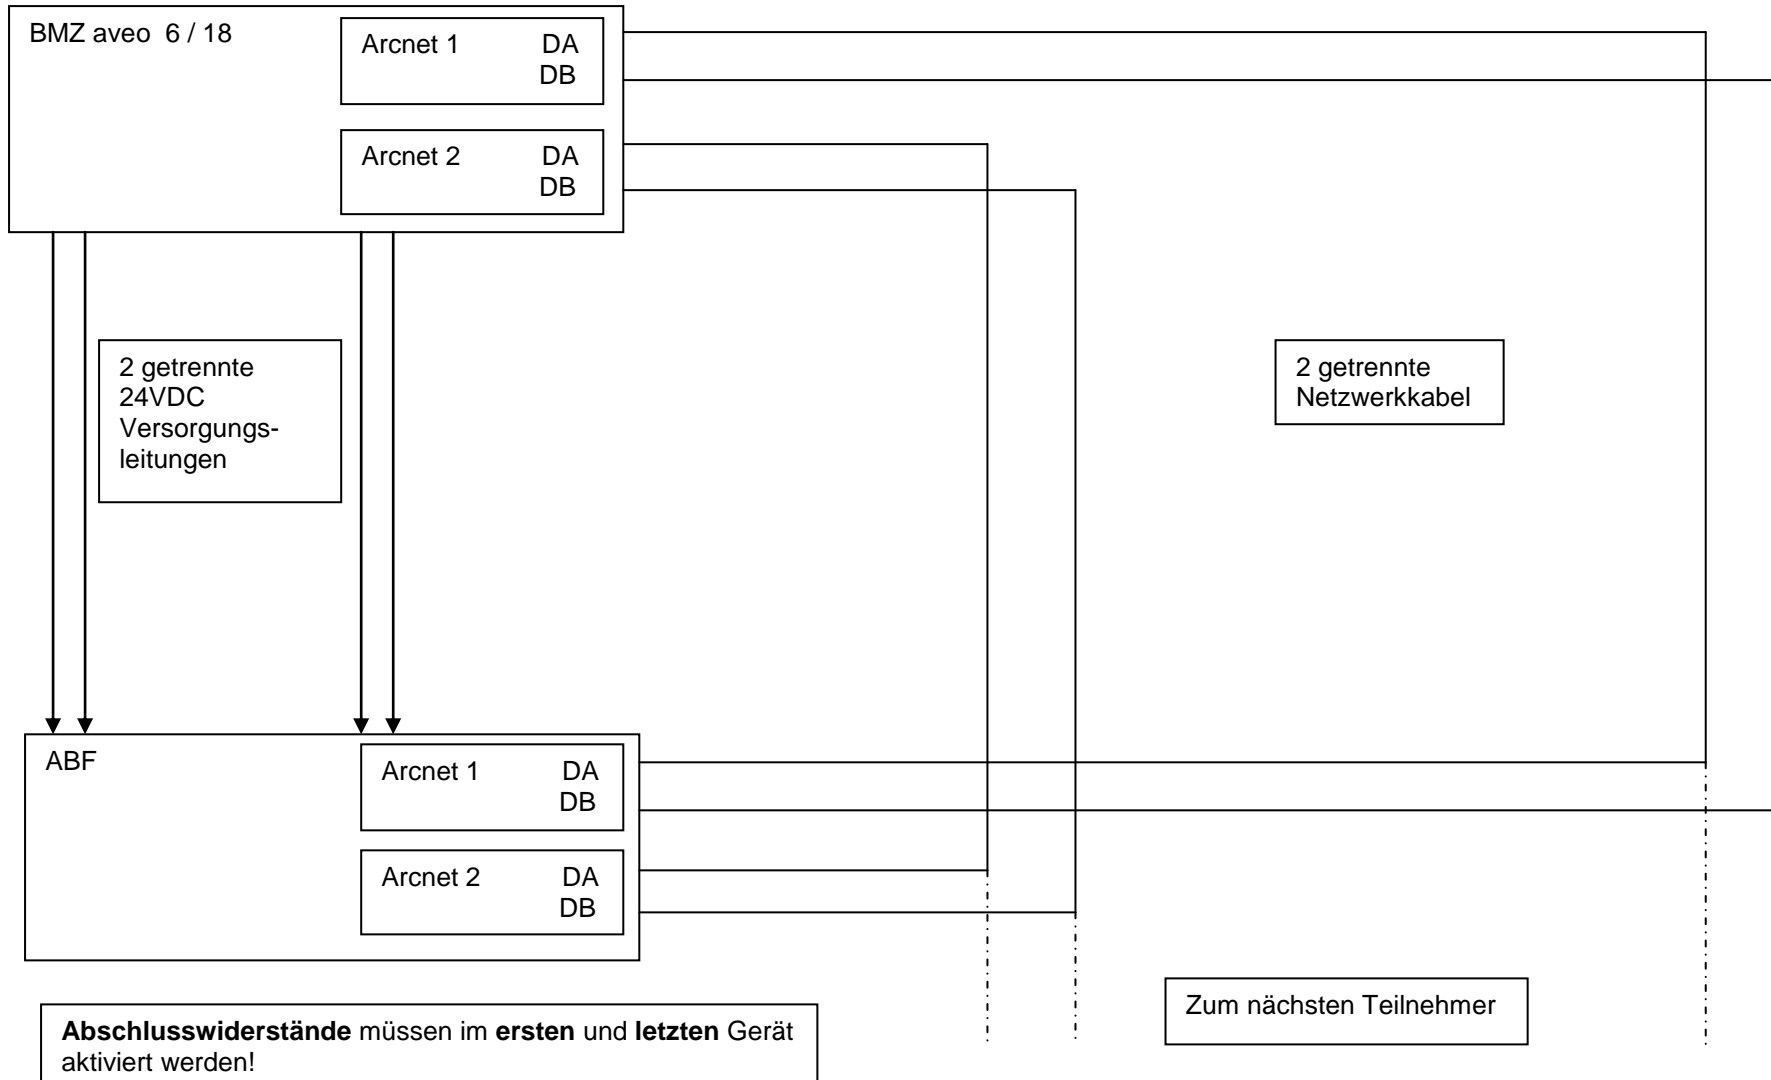 BMZ aveo 6 / 18
Arcnet 1 DA
DB
Arcnet 2 DA
DB
2 getrennte
24VDC
Versorgungs-
leitungen
2 getrennte
Netzwerkkabel
ABF
Arcnet 1 DA
DB
Arcnet 2 DA
DB
Zum nächsten Teilnehmer
Abschlusswiderstände müssen im ersten und letzten Gerät
aktiviert werden!